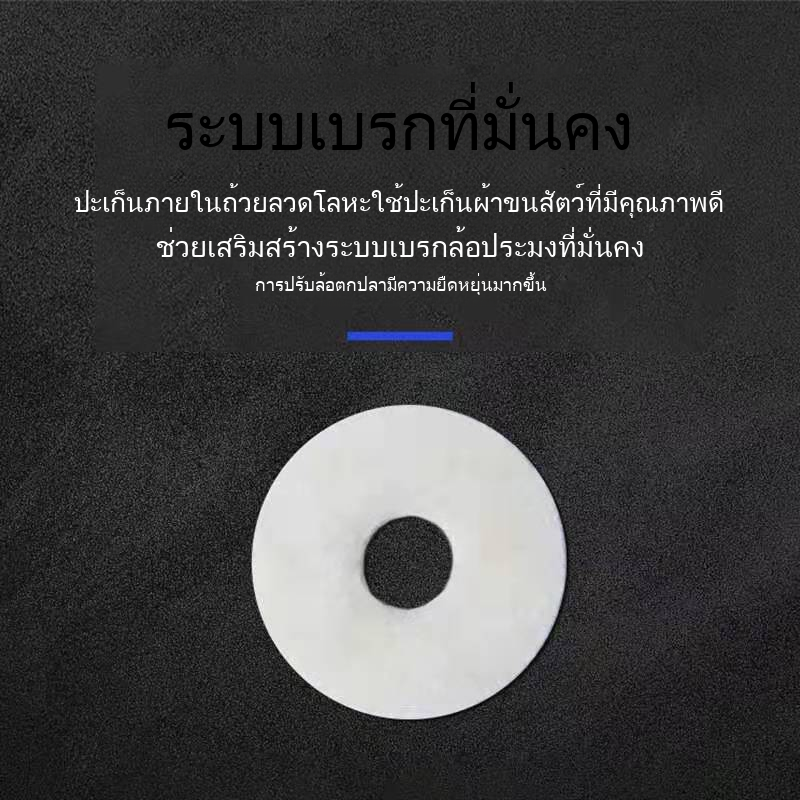 ระบบเบรกที่มั่นคง
ปะเก็นภายในถ้วยลวดโลหะใช้ปะเก็นผ้าขนสัตว์ที่มีคุณภาพดี
ช่วยเสริมสร้างระบบเบรกล้อประมงที่มั่นคง
การปรับล้อตกปลามีความยืดหยุ่นมากขึ้น